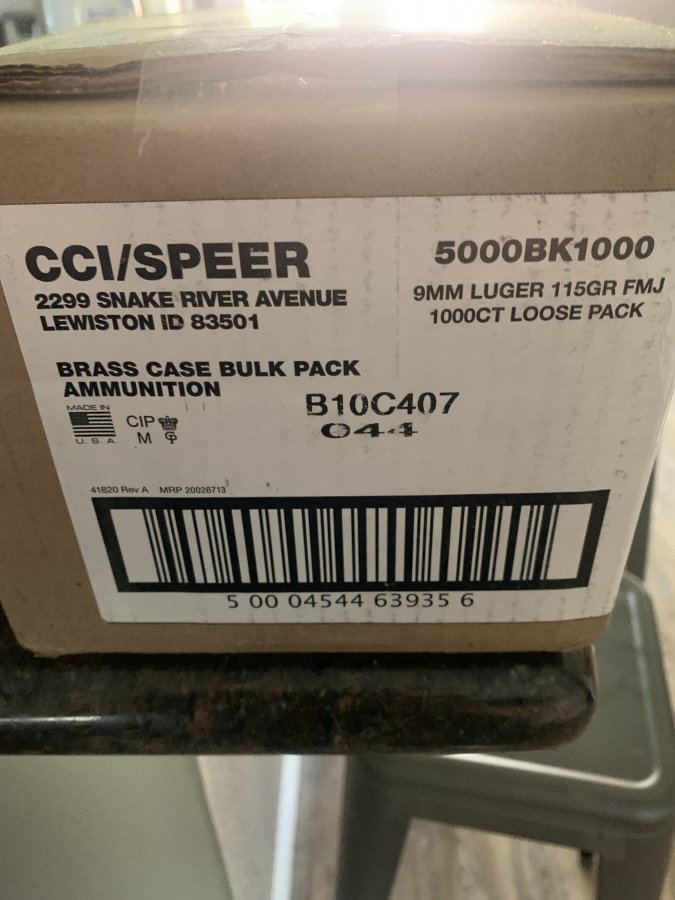 CCI/SPEER
2299 SNAKE RIVER AVENUE
LEWISTON ID 83501
5000BK1000
9MM LUGER 115GR FMJ
1000CT LOOSE PACK
BRASS CASE BULK PACK
AMMUNITION
MADE IN
U.S.A.
CIP
M
B10C407
044
41820 Rev A MRP 20026713
5 00 04544 63935 6